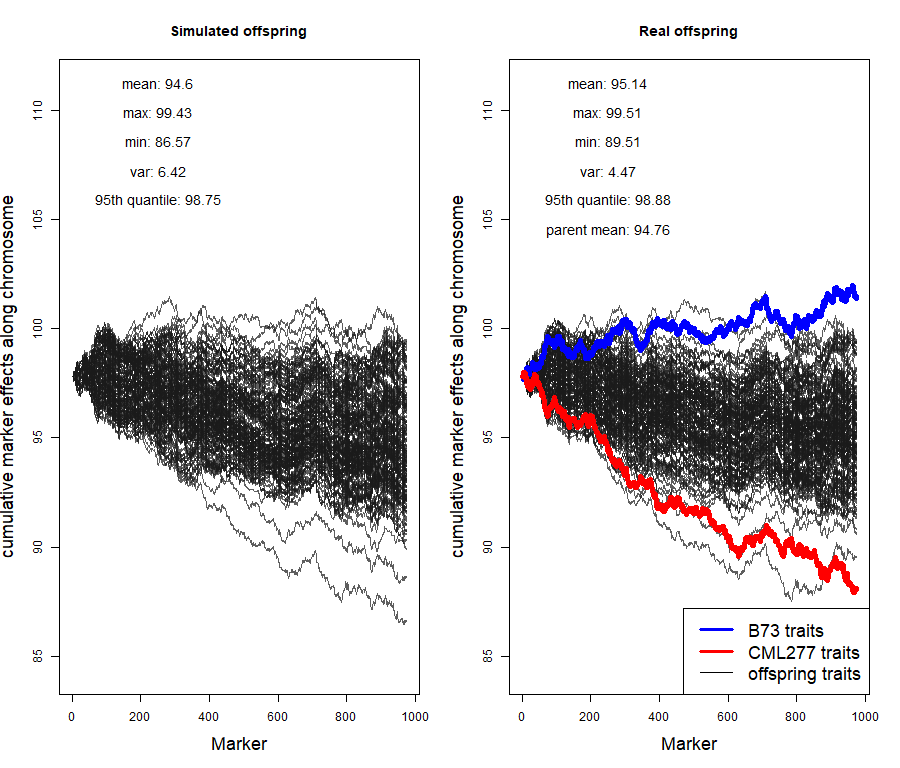 Simulated offspring
mean: 94.6
max: 99.43
min: 86.57
var: 6.42
95th quantile: 98.75
cumulative marker effects along chromosome
110
105
100
95
90
85
0 200 400 600 800 1000
Marker
Real offspring
mean: 95.14
max: 99.51
min: 89.51
var: 4.47
95th quantile: 98.88
parent mean: 94.76
cumulative marker effects along chromosome
110
105
100
95
90
85
B73 traits
CML277 traits
offspring traits
0 200 400 600 800 1000
Marker